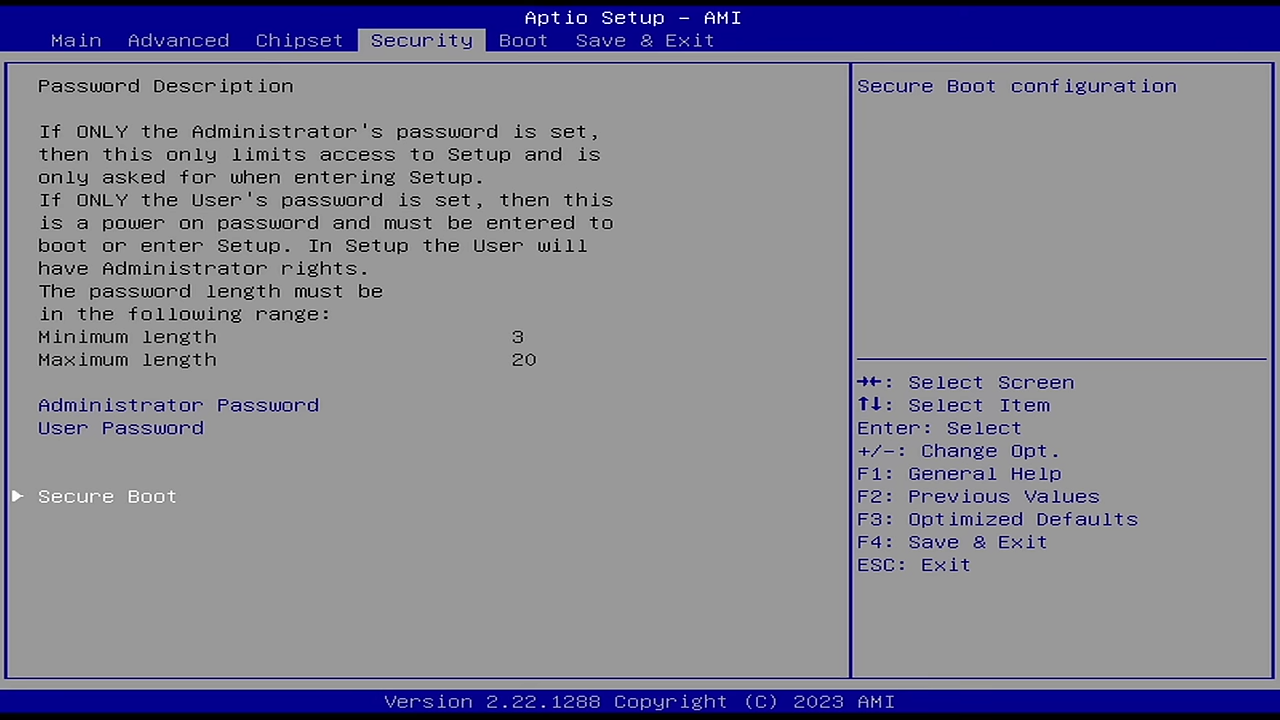 Aptio Setup – AMI
Main Advanced Chipset Security Boot Save & Exit
Password Description
If ONLY the Administrator's password is set,
then this only limits access to Setup and is
only asked for when entering Setup.
If ONLY the User's password is set, then this
is a power on password and must be entered to
boot or enter Setup. In Setup the User will
have Administrator rights.
The password length must be
in the following range:
Minimum length 3
Maximum length 20
Administrator Password
User Password
► Secure Boot
Secure Boot configuration
→←: Select Screen
↑↓: Select Item
Enter: Select
+/-: Change Opt.
F1: General Help
F2: Previous Values
F3: Optimized Defaults
F4: Save & Exit
ESC: Exit
Version 2.22.1288 Copyright (C) 2023 AMI